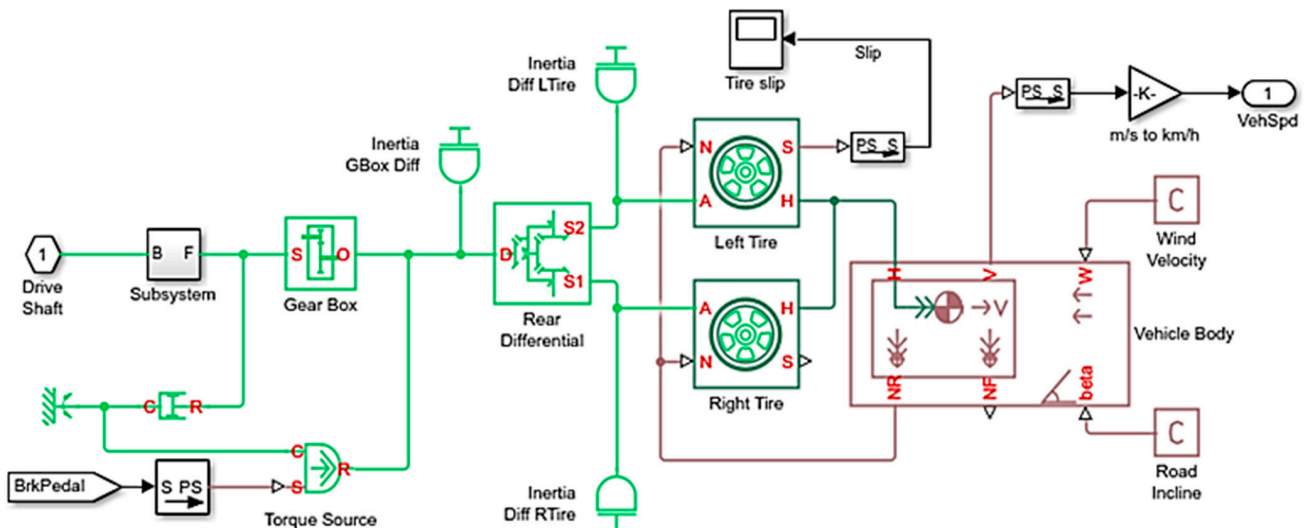 Inertia
Diff LTire
Tire slip
Slip
PS S
-K-
m/s to km/h
1
VehSpd
Inertia
GBox Diff
N
S
A
H
Left Tire
PS S
C
Wind
Velocity
1
Drive
Shaft
B
F
Subsystem
S
O
Gear Box
D
S2
S1
Rear
Differential
A
H
N
S
Right Tire
H
V
W
V
NR
NF
beta
Vehicle Body
C
Road
Incline
C
R
BrkPedal
S PS
C
S
R
Torque Source
Inertia
Diff RTire